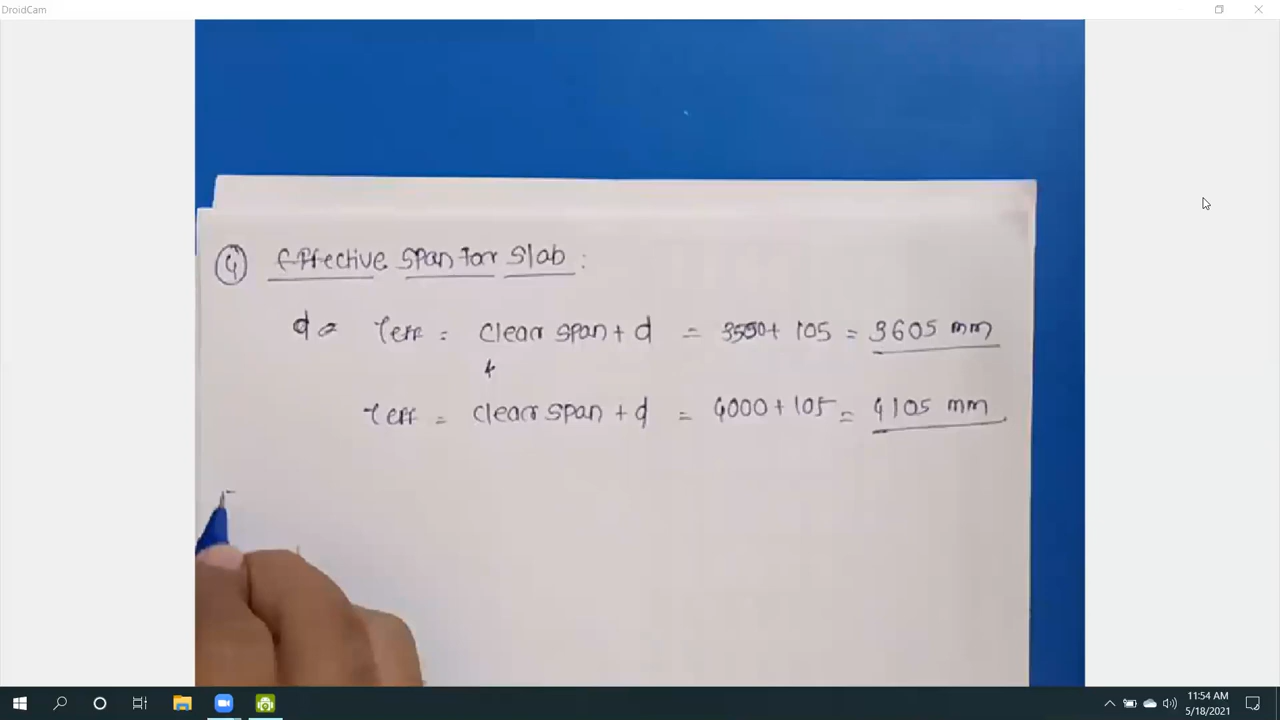 DroidCam
④ Effective Span for Slab :
d = leff = Clear span + d = 3500 + 105 = 3605 mm
&
leff = Clear span + d = 4000 + 105 = 4105 mm
11:54 AM
5/18/2021